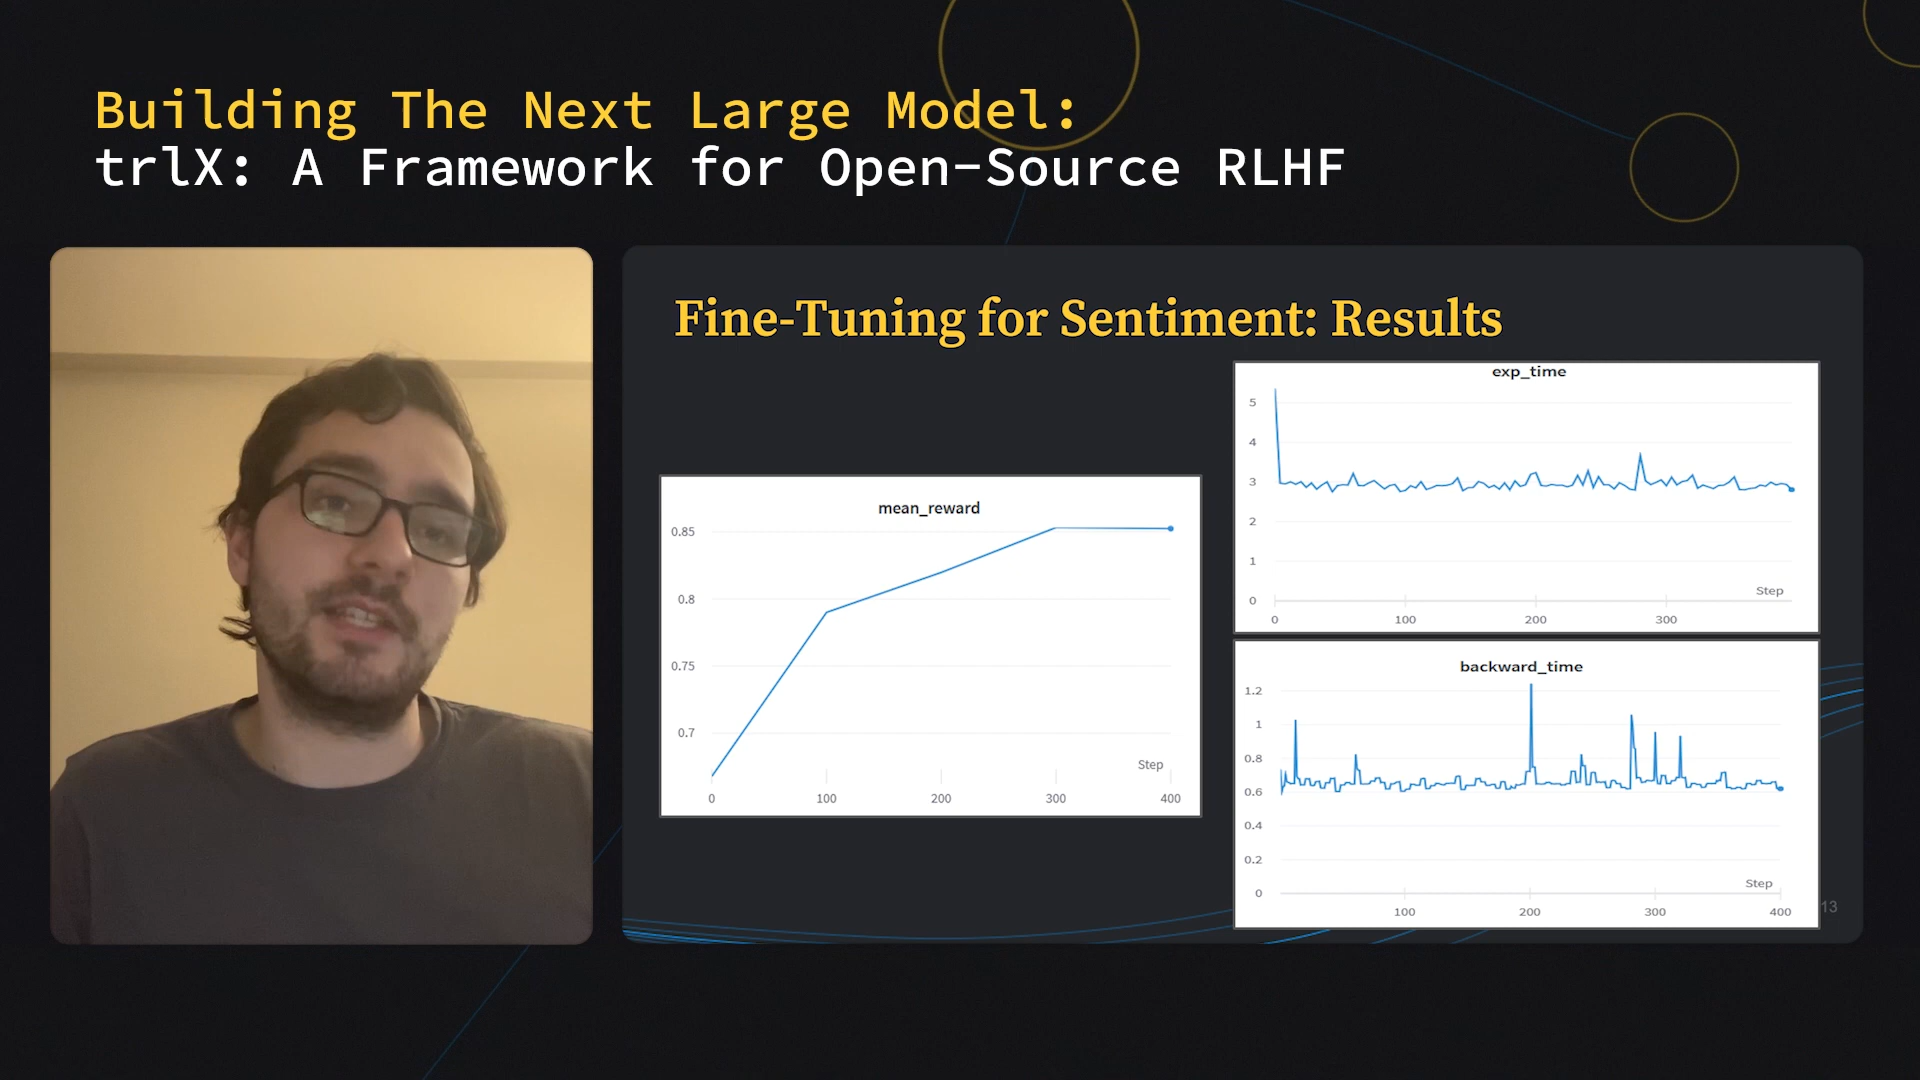 Building The Next Large Model:
trlX: A Framework for Open-Source RLHF
Fine-Tuning for Sentiment: Results
mean_reward
0.85
0.8
0.75
0.7
Step
0 100 200 300 400
exp_time
5
4
3
2
1
0
Step
0 100 200 300
backward_time
1.2
1
0.8
0.6
0.4
0.2
0
Step
100 200 300 400
13